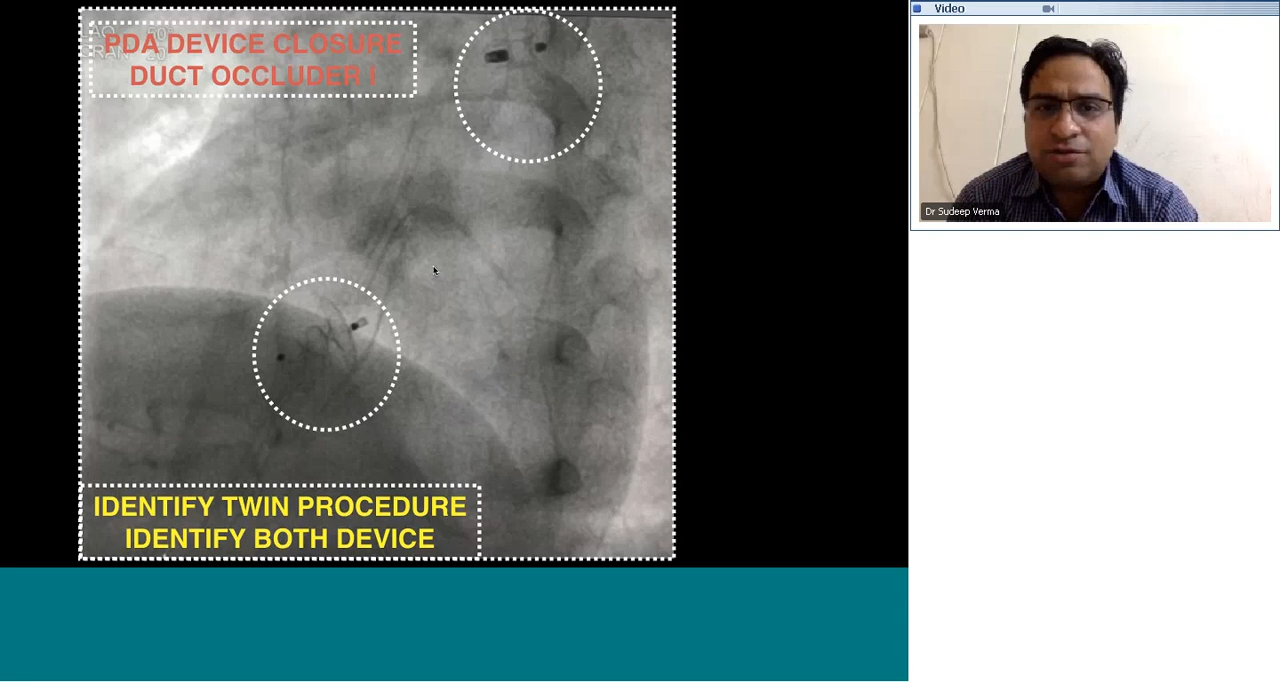 PDA DEVICE CLOSURE
DUCT OCCLUDER I
IDENTIFY TWIN PROCEDURE
IDENTIFY BOTH DEVICE
Video
Dr Sudeep Verma